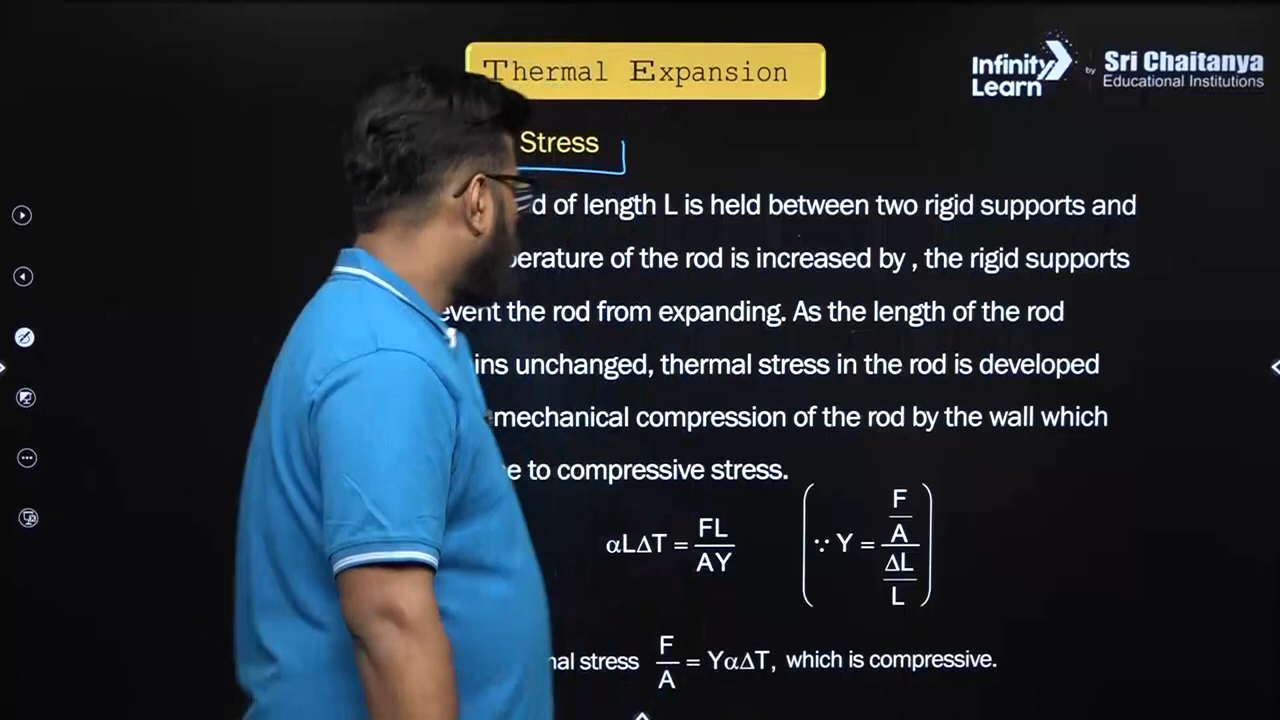 Thermal Expansion
Infinity Learn by Sri Chaitanya Educational Institutions
Stress
d of length L is held between two rigid supports and
perature of the rod is increased by , the rigid supports
event the rod from expanding. As the length of the rod
ins unchanged, thermal stress in the rod is developed
mechanical compression of the rod by the wall which
e to compressive stress.
αLΔT = FL/AY (∵ Y = (F/A)/(ΔL/L))
nal stress F/A = YαΔT, which is compressive.